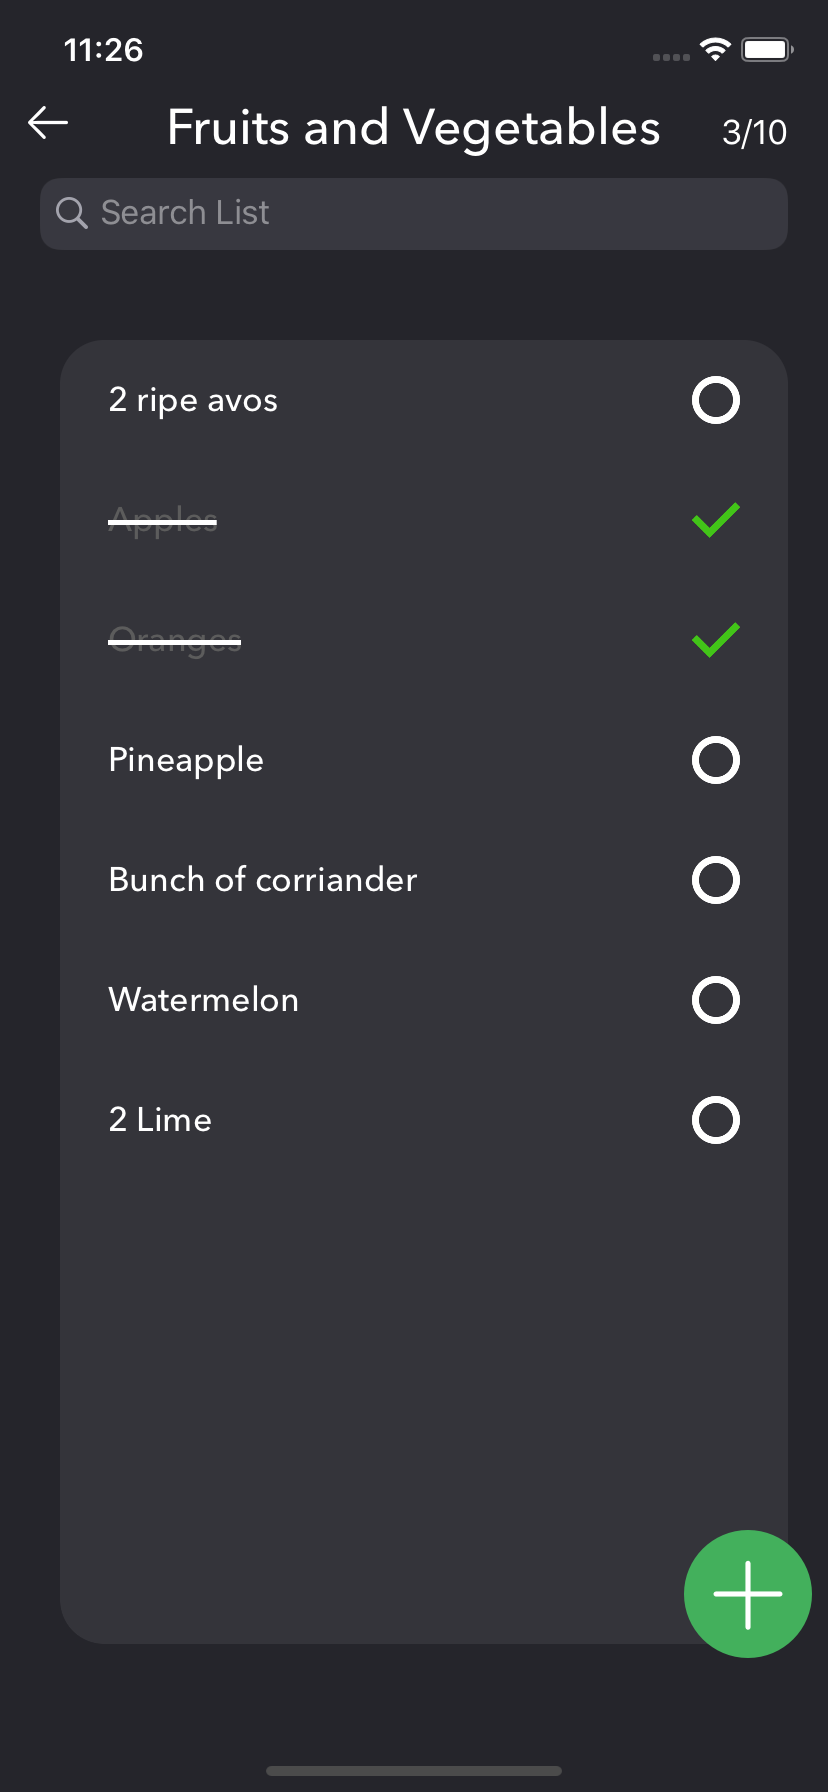 11:26
Fruits and Vegetables 3/10
Search List
2 ripe avos
Apples
Oranges
Pineapple
Bunch of corriander
Watermelon
2 Lime